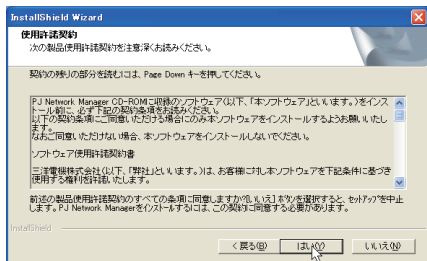 InstallShield Wizard
使用許諾契約
次の製品使用許諾契約を注意深くお読みください。
契約の残りの部分を読むには、Page Down キーを押してください。
PJ Network Manager CD-ROMに収録のソフトウェア(以下、「本ソフトウェア」といいます。)をインス
トール前に、必ず下記の契約条項をお読みください。
以下の契約条項にご同意いただける場合にのみ本ソフトウェアをインストールするようお願いいたし
ます。
なおご同意いただけない場合、本ソフトウェアをインストールしないでください。
ソフトウェア使用許諾契約書
三洋電機株式会社(以下、「弊社」といいます。)は、お客様に対し本ソフトウェアを下記条件に基づき
使用する権利を許諾いたします。
前述の製品使用許諾契約のすべての条項に同意しますか?[いいえ]ボタンを選択すると、セットアップを中止
します。PJ Network Managerをインストールするには、この契約に同意する必要があります。
InstallShield
< 戻る(B)
はい(Y)
いいえ(N)